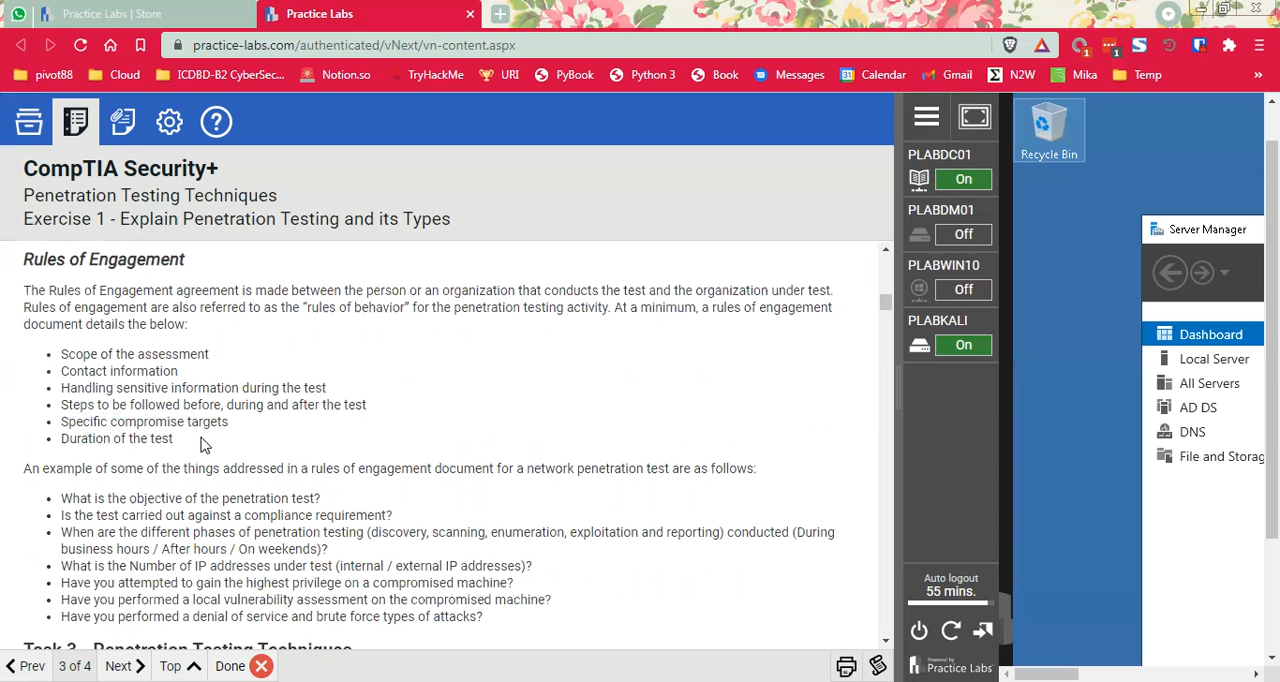 Practice Labs | Store
Practice Labs
practice-labs.com/authenticated/vNext/vn-content.aspx
1
1
pivot88
Cloud
ICDBD-B2 CyberSec...
Notion.so
TryHackMe
URI
PyBook
Python 3
Book
Messages
31
Calendar
Gmail
N2W
Mika
Temp
»
CompTIA Security+
Penetration Testing Techniques
Exercise 1 - Explain Penetration Testing and its Types
Rules of Engagement
The Rules of Engagement agreement is made between the person or an organization that conducts the test and the organization under test.
Rules of engagement are also referred to as the “rules of behavior” for the penetration testing activity. At a minimum, a rules of engagement
document details the below:
• Scope of the assessment
• Contact information
• Handling sensitive information during the test
• Steps to be followed before, during and after the test
• Specific compromise targets
• Duration of the test
An example of some of the things addressed in a rules of engagement document for a network penetration test are as follows:
• What is the objective of the penetration test?
• Is the test carried out against a compliance requirement?
• When are the different phases of penetration testing (discovery, scanning, enumeration, exploitation and reporting) conducted (During
business hours / After hours / On weekends)?
• What is the Number of IP addresses under test (internal / external IP addresses)?
• Have you attempted to gain the highest privilege on a compromised machine?
• Have you performed a local vulnerability assessment on the compromised machine?
• Have you performed a denial of service and brute force types of attacks?
Task 3 - Penetration Testing Techniques
Prev
3 of 4
Next
Top
Done
PLABDC01
On
PLABDM01
Off
PLABWIN10
Off
PLABKALI
On
Auto logout
55 mins.
Powered by
Practice Labs
Recycle Bin
Server Manager
Dashboard
Local Server
All Servers
AD DS
DNS
File and Storag